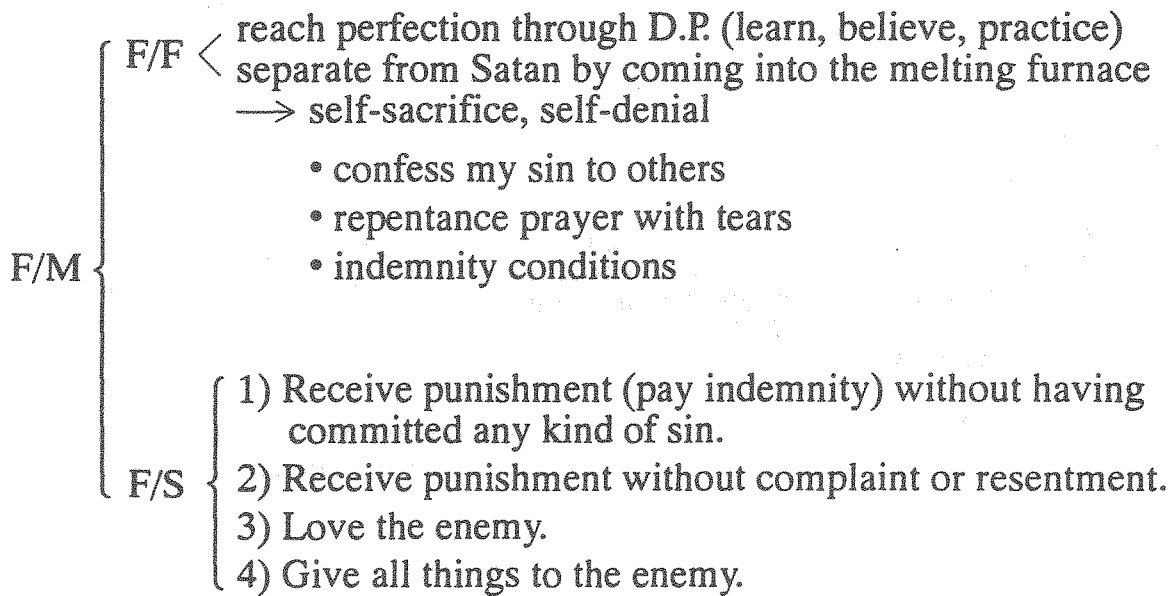 F/F < reach perfection through D.P. (learn, believe, practice)
separate from Satan by coming into the melting furnace
→ self-sacrifice, self-denial
• confess my sin to others
• repentance prayer with tears
• indemnity conditions
F/M
F/S
1) Receive punishment (pay indemnity) without having
committed any kind of sin.
2) Receive punishment without complaint or resentment.
3) Love the enemy.
4) Give all things to the enemy.